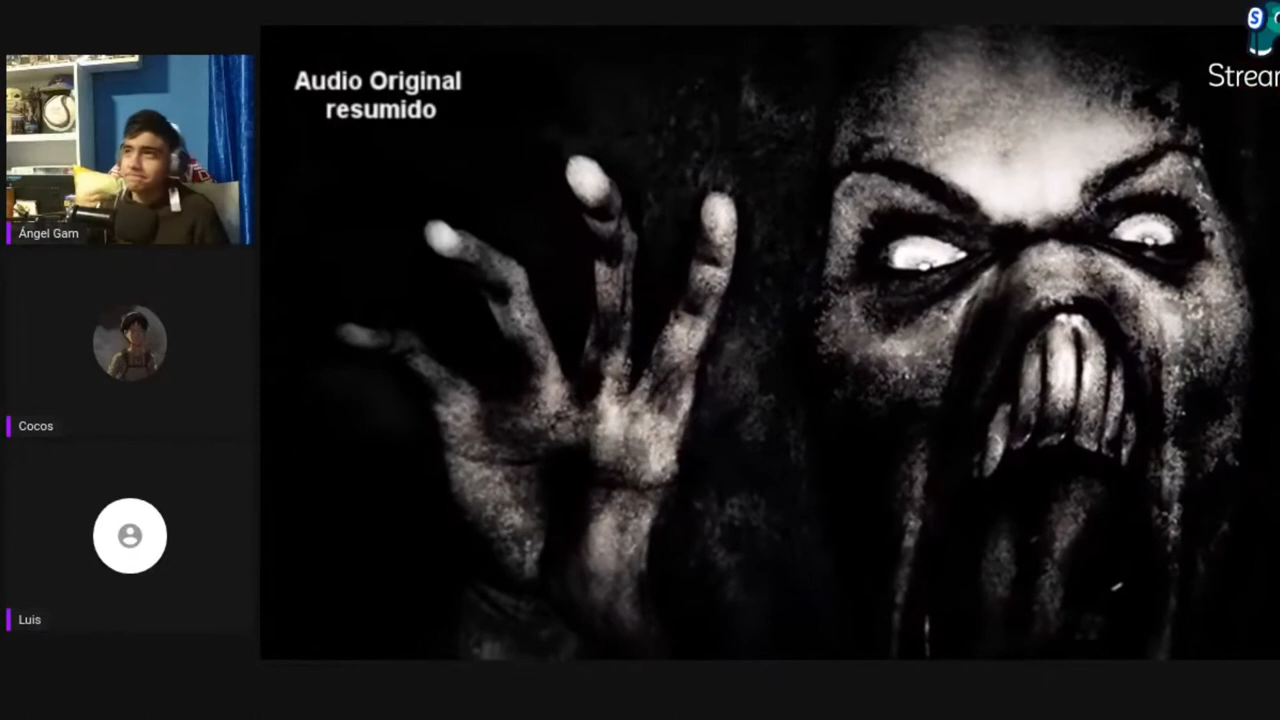 Audio Original
resumido
S
Strear
Ángel Gam
Cocos
Luis